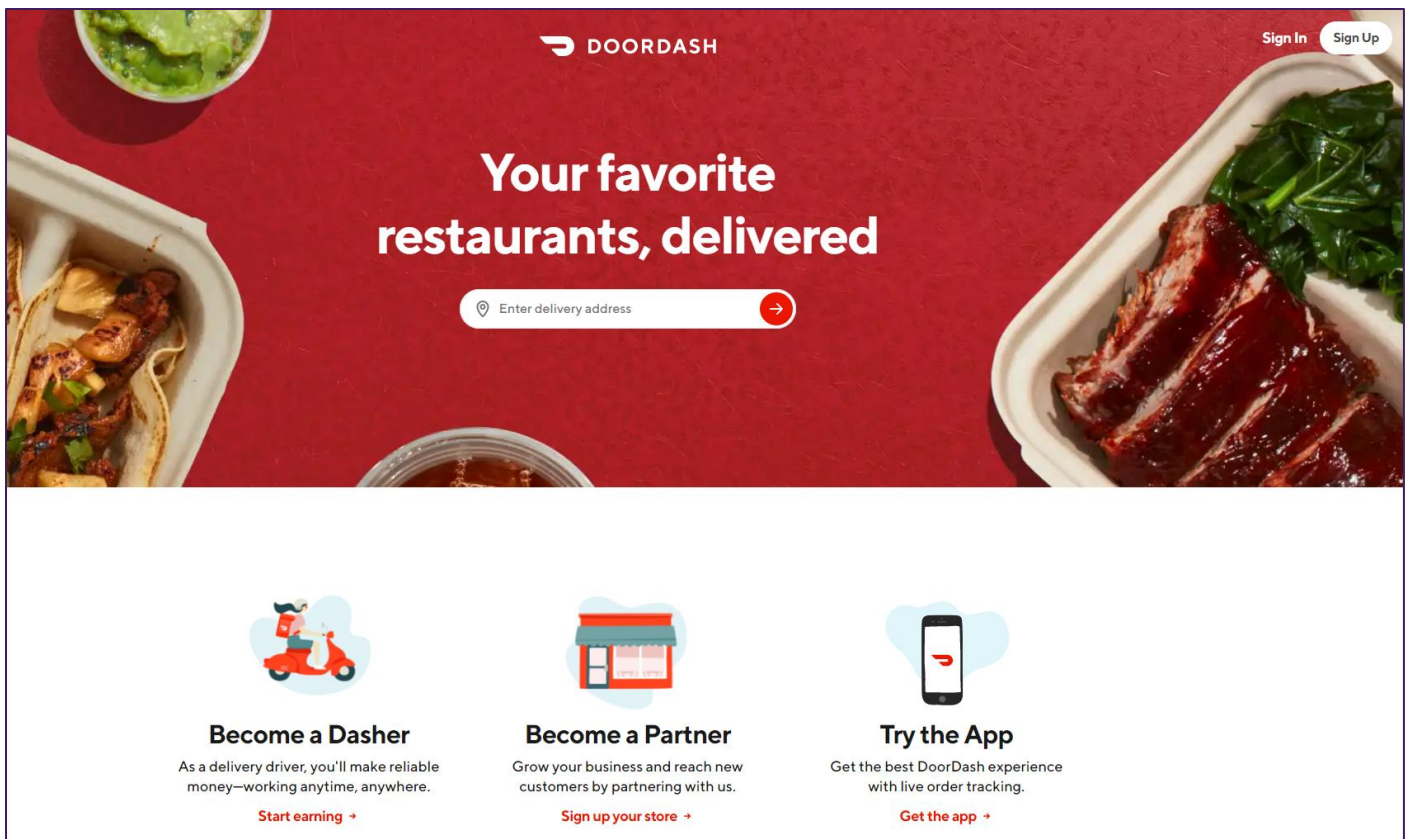 DOORDASH
Sign In
Sign Up
Your favorite
restaurants, delivered
Enter delivery address
Become a Dasher
As a delivery driver, you'll make reliable
money—working anytime, anywhere.
Start earning →
Become a Partner
Grow your business and reach new
customers by partnering with us.
Sign up your store →
Try the App
Get the best DoorDash experience
with live order tracking.
Get the app →